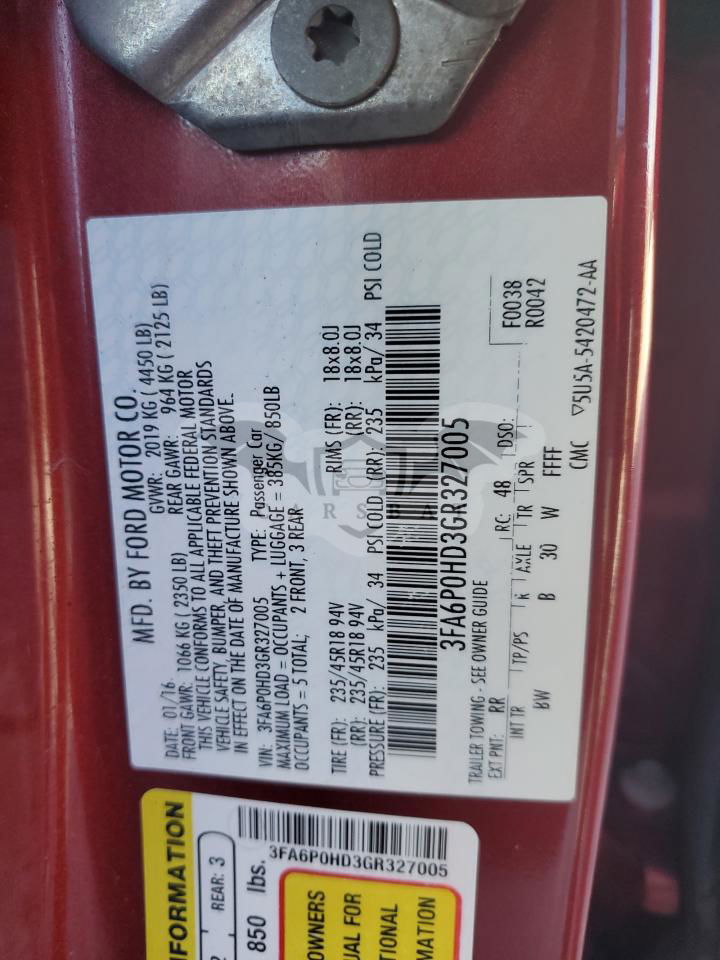 MFD. BY FORD MOTOR CO.
DATE: 01/16 GVWR: 2019 KG ( 4450 LB)
FRONT GAWR: 1066 KG ( 2350 LB) REAR GAWR: 964 KG ( 2125 LB)
THIS VEHICLE CONFORMS TO ALL APPLICABLE FEDERAL MOTOR
VEHICLE SAFETY, BUMPER, AND THEFT PREVENTION STANDARDS
IN EFFECT ON THE DATE OF MANUFACTURE SHOWN ABOVE.
VIN: 3FA6P0HD3GR327005 TYPE: Passenger Car
MAXIMUM LOAD = OCCUPANTS + LUGGAGE = 385KG/ 850LB
OCCUPANTS = 5 TOTAL; 2 FRONT, 3 REAR
TIRE (FR): 235/45R18 94V RIMS (FR): 18x8.0J
(RR): 235/45R18 94V (RR): 18x8.0J
PRESSURE (FR): 235 kPa/ 34 PSI COLD (RR): 235 kPa/ 34 PSI COLD
3FA6P0HD3GR327005
TRAILER TOWING - SEE OWNER GUIDE
F0038
EXT PNT: RR RC: 48 DSO: R0042
INT TR TP/PS R AXLE TR SPR
BW B 30 W FFFF
CMC ▽5U5A-5420472-AA
RSBA
NFORMATION
REAR: 3
850 lbs.
3FA6P0HD3GR327005
OWNERS
UAL FOR
TIONAL
MATION